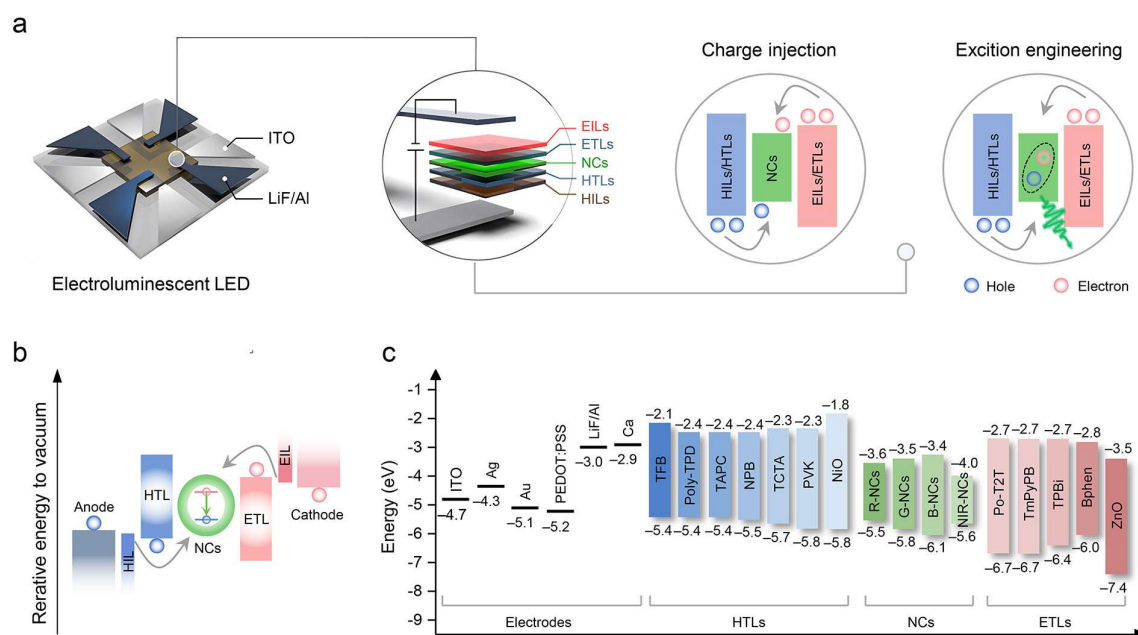 a
Charge injection
Excition engineering
ITO
LiF/Al
EILs
ETLs
NCs
HTLs
HILs
HILs/HTLs
NCs
EILs/ETLs
HILs/HTLs
EILs/ETLs
Electroluminescent LED
Hole
Electron
b
Rerative energy to vacuum
Anode
HIL
HTL
NCs
ETL
EIL
Cathode
c
Energy (eV)
-1
-2
-3
-4
-5
-6
-7
-8
-9
ITO
−4.7
Ag
−4.3
Au
−5.1
PEDOT:PSS
−5.2
LiF/Al
−3.0
Ca
−2.9
−2.1
TFB
−5.4
−2.4
Poly-TPD
−5.4
−2.4
TAPC
−5.4
−2.4
NPB
−5.5
−2.3
TCTA
−5.7
−2.3
PVK
−5.8
−1.8
NiO
−5.8
−3.6
R-NCs
−5.5
−3.5
G-NCs
−5.8
−3.4
B-NCs
−6.1
−4.0
NIR-NCs
−5.6
−2.7
Po-T2T
−6.7
−2.7
TmPyPB
−6.7
−2.7
TPBi
−6.4
−2.8
Bphen
−6.0
−3.5
ZnO
−7.4
Electrodes
HTLs
NCs
ETLs